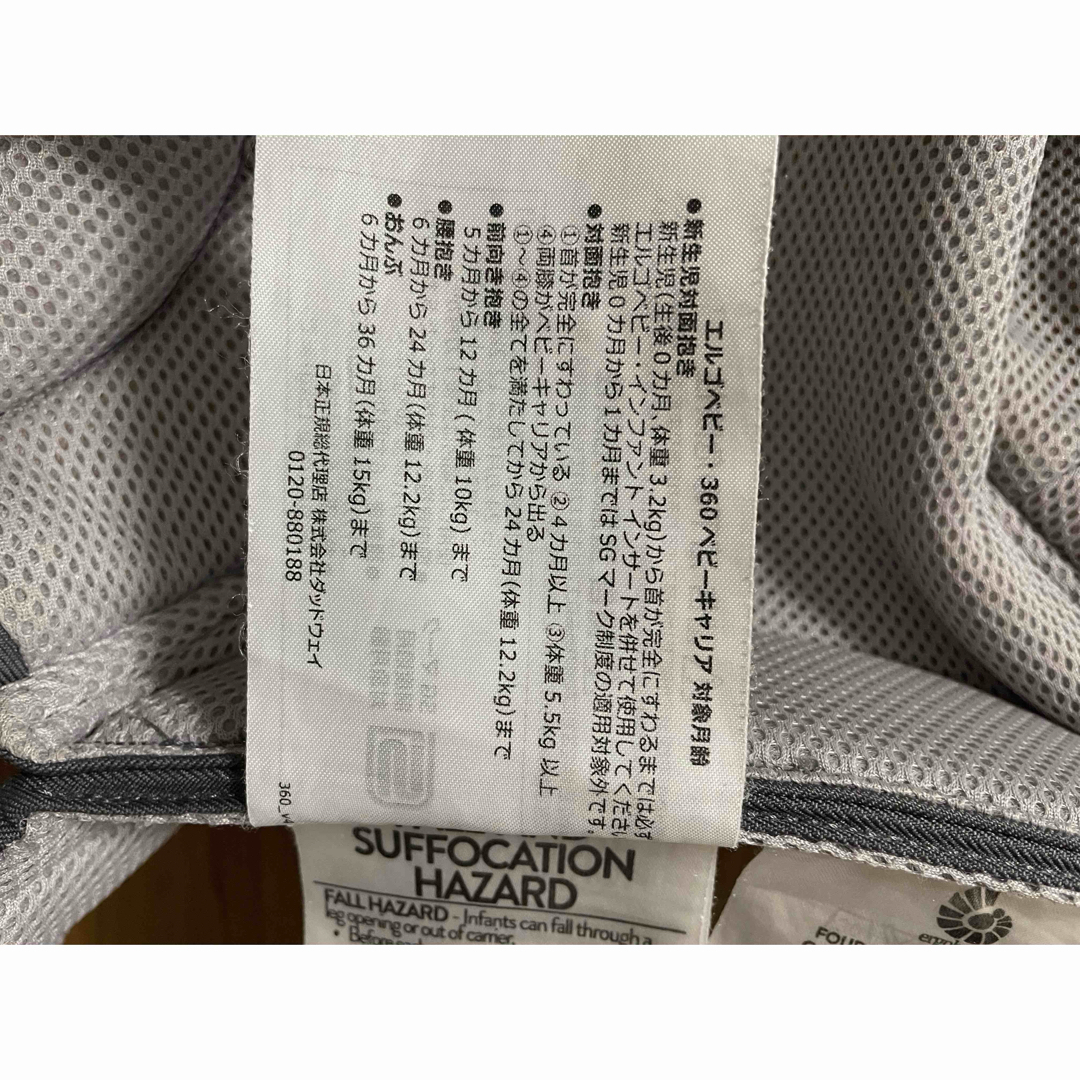 エルゴベビー・360ベビーキャリア 対象月齢
●新生児対面抱き
新生児(生後0カ月、体重3.2kg)から首が完全にすわるまでは必ず
エルゴベビー・インファントインサートを併せて使用してください
新生児0カ月から1カ月まではSGマーク制度の適用対象外です。
●対面抱き
①首が完全にすわっている ②4カ月以上 ③体重5.5kg以上
④両膝がベビーキャリアから出る
①～④の全てを満たしてから24カ月(体重12.2kg)まで
●前向き抱き
5カ月から12カ月(体重10kg)まで
●腰抱き
6カ月から24カ月(体重12.2kg)まで
●おんぶ
6カ月から36カ月(体重15kg)まで
日本正規総代理店 株式会社ダッドウェイ
0120-880188
SUFFOCATION
HAZARD
FALL HAZARD - Infants can fall through a
leg opening or out of carrier.
• Before